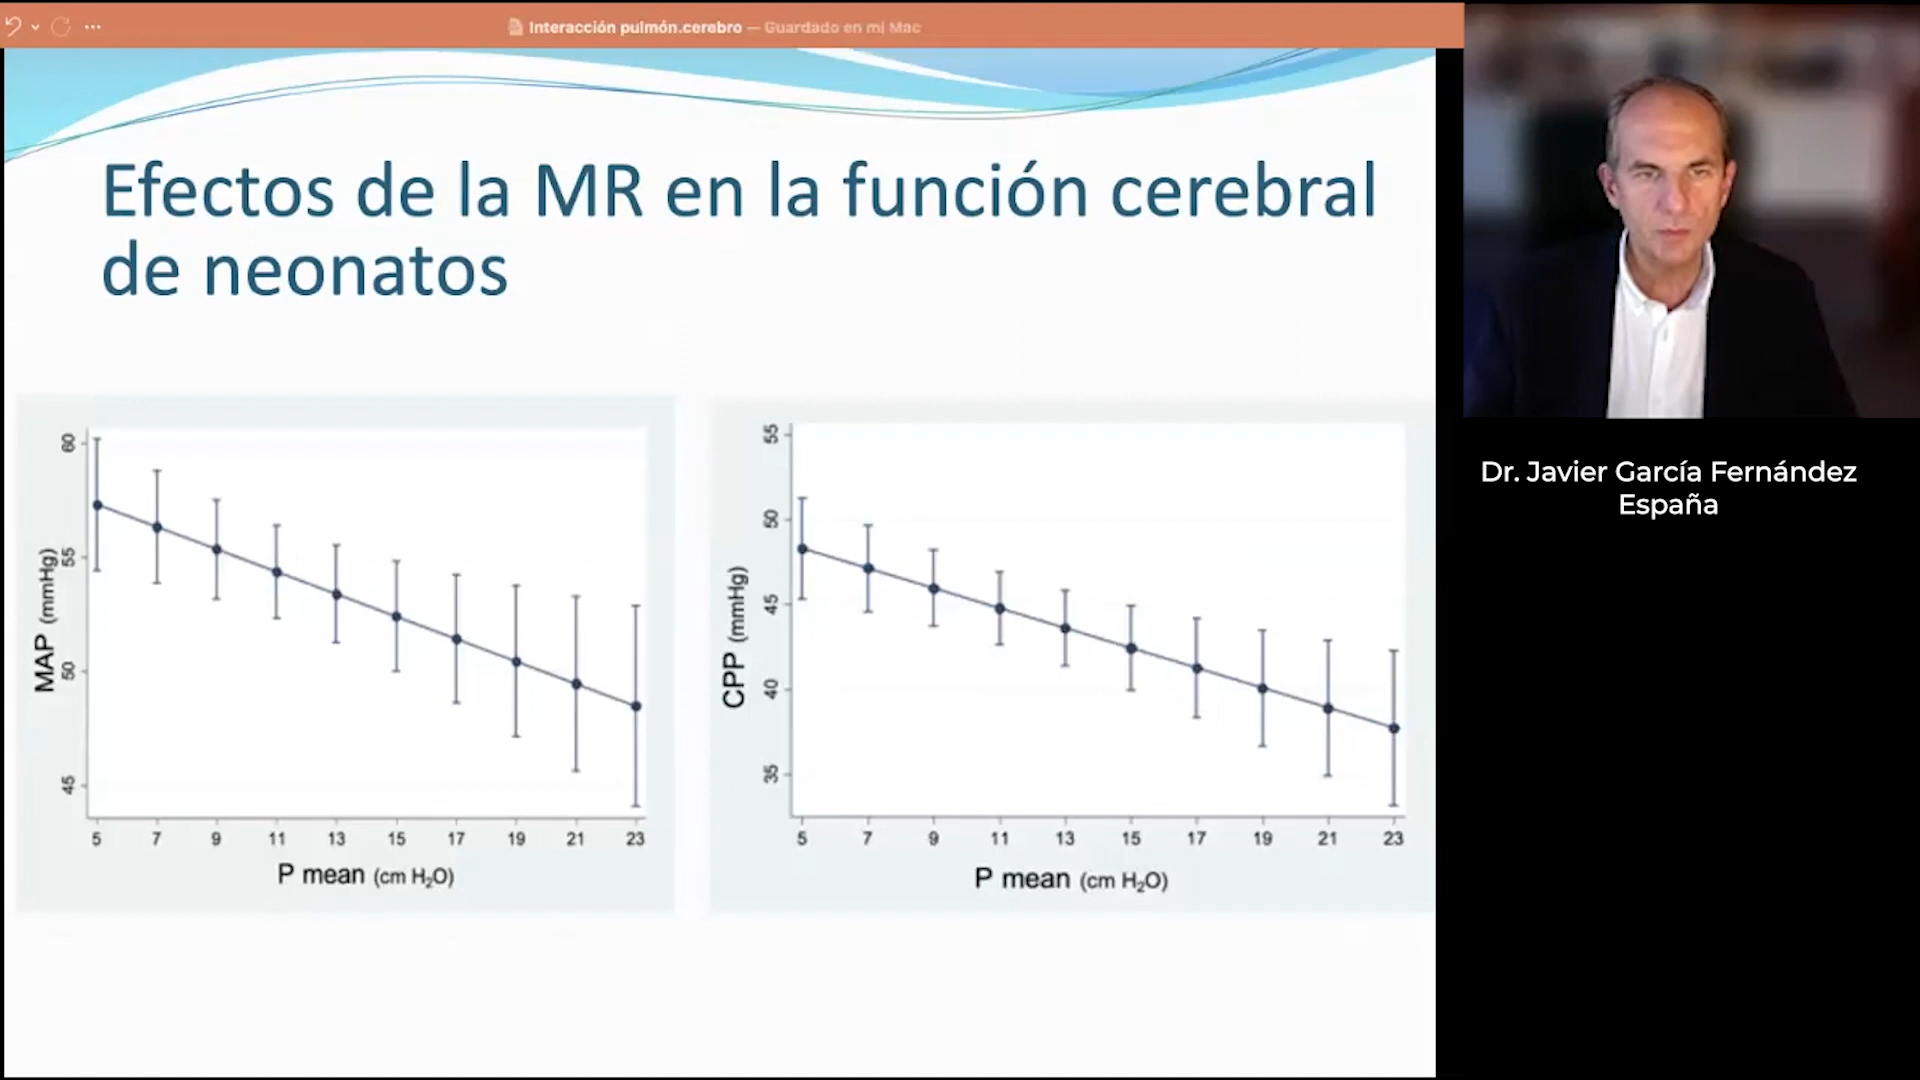 Interacción pulmón.cerebro — Guardado en mi Mac
Efectos de la MR en la función cerebral
de neonatos
MAP (mmHg)
60
55
50
45
5 7 9 11 13 15 17 19 21 23
P mean (cm H₂O)
CPP (mmHg)
55
50
45
40
35
5 7 9 11 13 15 17 19 21 23
P mean (cm H₂O)
Dr. Javier García Fernández
España